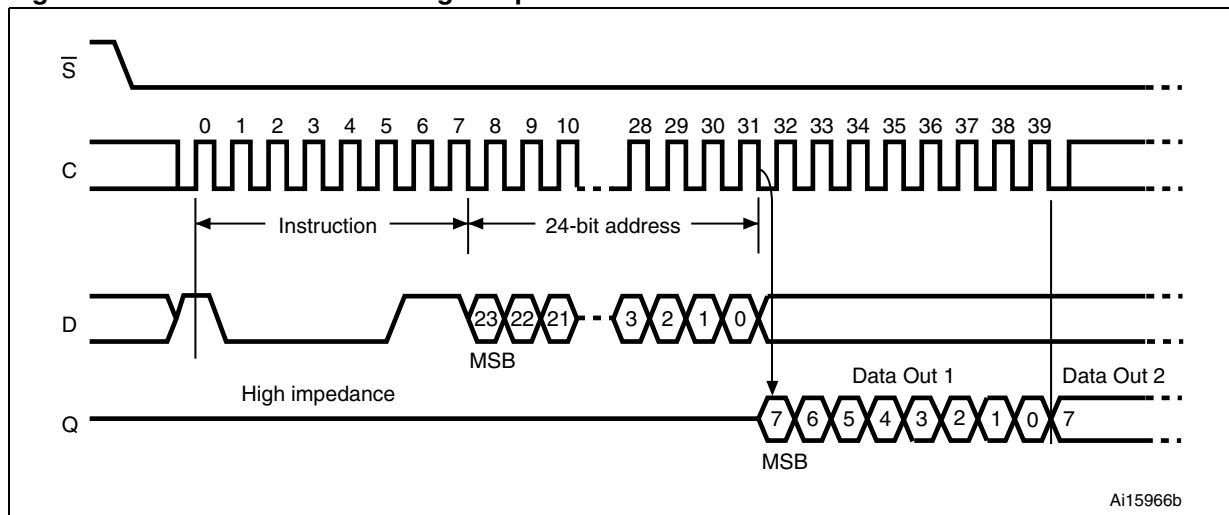 S
0 1 2 3 4 5 6 7 8 9 10 28 29 30 31 32 33 34 35 36 37 38 39
C
Instruction 24-bit address
D 23 22 21 3 2 1 0
MSB
High impedance Data Out 1 Data Out 2
Q 7 6 5 4 3 2 1 0 7
MSB
Ai15966b